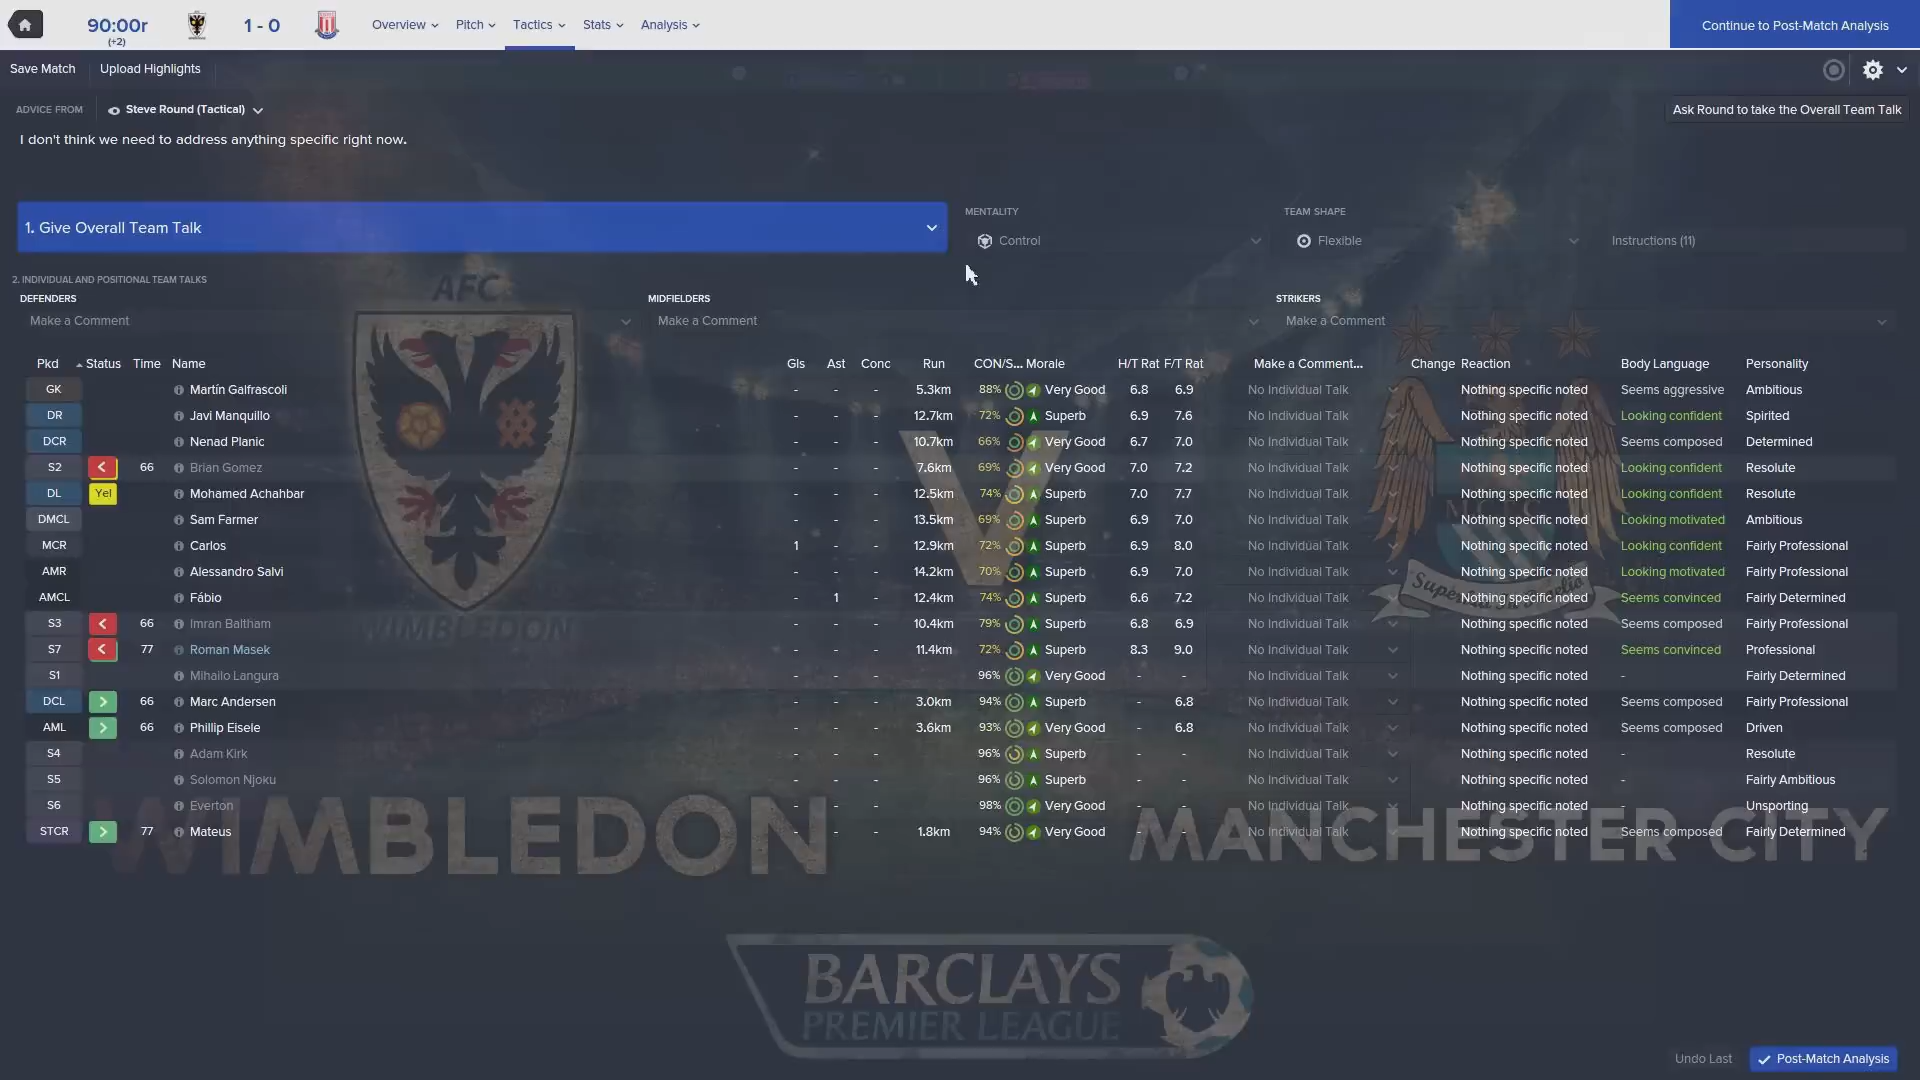 90:00r
(+2)
1 - 0
Overview Pitch Tactics Stats Analysis
Continue to Post-Match Analysis
Save Match Upload Highlights
ADVICE FROM Steve Round (Tactical)
Ask Round to take the Overall Team Talk
I don't think we need to address anything specific right now.
1. Give Overall Team Talk
MENTALITY TEAM SHAPE
Control Flexible Instructions (11)
2. INDIVIDUAL AND POSITIONAL TEAM TALKS
DEFENDERS MIDFIELDERS STRIKERS
Make a Comment Make a Comment Make a Comment
AFC
WIMBLEDON
V
Pkd Status Time Name Gls Ast Conc Run CON/S... Morale H/T Rat F/T Rat Make a Comment... Change Reaction Body Language Personality
GK Martín Galfrascoli - - - 5.3km 88% Very Good 6.8 6.9 No Individual Talk Nothing specific noted Seems aggressive Ambitious
DR Javi Manquillo - - - 12.7km 72% Superb 6.9 7.6 No Individual Talk Nothing specific noted Looking confident Spirited
DCR Nenad Planic - - - 10.7km 66% Very Good 6.7 7.0 No Individual Talk Nothing specific noted Seems composed Determined
S2 < 66 Brian Gomez - - - 7.6km 69% Very Good 7.0 7.2 No Individual Talk Nothing specific noted Looking confident Resolute
DL Yel Mohamed Achahbar - - - 12.5km 74% Superb 7.0 7.7 No Individual Talk Nothing specific noted Looking confident Resolute
DMCL Sam Farmer - - - 13.5km 69% Superb 6.9 7.0 No Individual Talk Nothing specific noted Looking motivated Ambitious
MCR Carlos 1 - - 12.9km 72% Superb 6.9 8.0 No Individual Talk Nothing specific noted Looking confident Fairly Professional
AMR Alessandro Salvi - - - 14.2km 70% Superb 6.9 7.0 No Individual Talk Nothing specific noted Looking motivated Fairly Professional
AMCL Fábio - 1 - 12.4km 74% Superb 6.6 7.2 No Individual Talk Nothing specific noted Seems convinced Fairly Determined
S3 < 66 Imran Baltham - - - 10.4km 79% Superb 6.8 6.9 No Individual Talk Nothing specific noted Seems composed Fairly Professional
S7 < 77 Roman Masek - - - 11.4km 72% Superb 8.3 9.0 No Individual Talk Nothing specific noted Seems convinced Professional
S1 Mihailo Langura - - - 96% Very Good - - No Individual Talk Nothing specific noted - Fairly Determined
DCL > 66 Marc Andersen - - - 3.0km 94% Superb - 6.8 No Individual Talk Nothing specific noted Seems composed Fairly Professional
AML > 66 Phillip Eisele - - - 3.6km 93% Very Good - 6.8 No Individual Talk Nothing specific noted Seems composed Driven
S4 Adam Kirk - - - 96% Superb - - No Individual Talk Nothing specific noted - Resolute
S5 Solomon Njoku - - - 96% Superb - - No Individual Talk Nothing specific noted - Fairly Ambitious
S6 Everton - - - 98% Very Good - - No Individual Talk Nothing specific noted - Unsporting
STCR > 77 Mateus - - - 1.8km 94% Very Good - - No Individual Talk Nothing specific noted Seems composed Fairly Determined
WIMBLEDON MANCHESTER CITY
BARCLAYS
PREMIER LEAGUE
Undo Last Post-Match Analysis